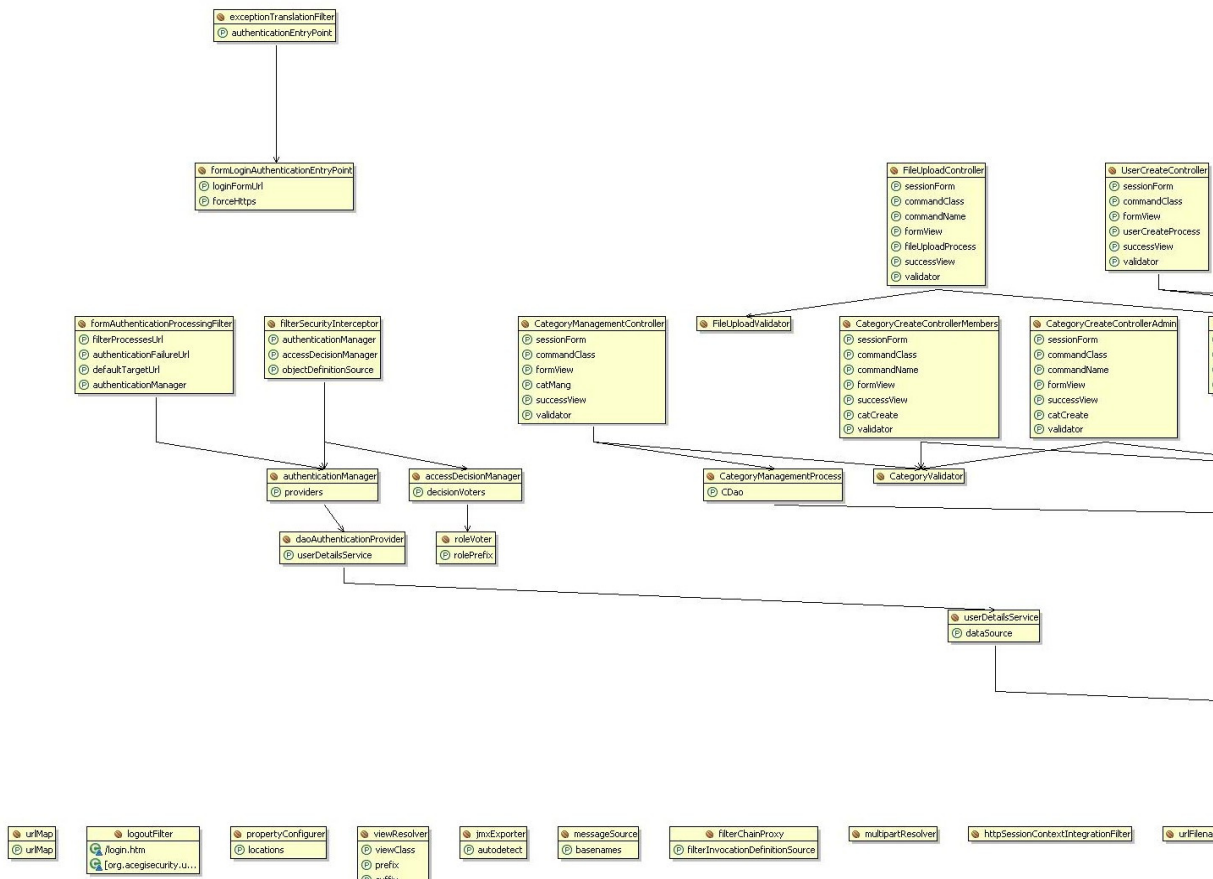 exceptionTranslationFilter
authenticationEntryPoint
formLoginAuthenticationEntryPoint
loginFormUrl
forceHttps
FileUploadController
sessionForm
commandClass
commandName
formView
fileUploadProcess
successView
validator
UserCreateController
sessionForm
commandClass
formView
userCreateProcess
successView
validator
formAuthenticationProcessingFilter
filterProcessesUrl
authenticationFailureUrl
defaultTargetUrl
authenticationManager
filterSecurityInterceptor
authenticationManager
accessDecisionManager
objectDefinitionSource
CategoryManagementController
sessionForm
commandClass
formView
catMang
successView
validator
FileUploadValidator
CategoryCreateControllerMembers
sessionForm
commandClass
commandName
formView
successView
catCreate
validator
CategoryCreateControllerAdmin
sessionForm
commandClass
commandName
formView
successView
catCreate
validator
authenticationManager
providers
accessDecisionManager
decisionVoters
CategoryManagementProcess
CDao
CategoryValidator
daoAuthenticationProvider
userDetailsService
roleVoter
rolePrefix
userDetailsService
dataSource
urlMap
urlMap
logoutFilter
/login.htm
[org.acegisecurity.u...
propertyConfigurer
locations
viewResolver
viewClass
prefix
suffix
jmxExporter
autodetect
messageSource
basenames
filterChainProxy
filterInvocationDefinitionSource
multipartResolver
httpSessionContextIntegrationFilter
urlFilena